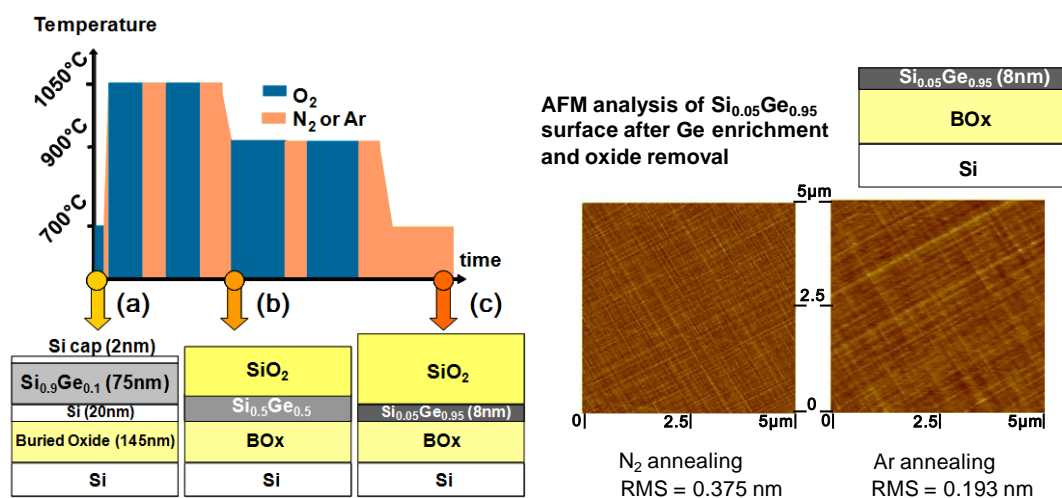 Temperature
1050°C
900°C
700°C
O₂
N₂ or Ar
time
(a)
(b)
(c)
Si cap (2nm)
Si₀.₉Ge₀.₁ (75nm)
Si (20nm)
Buried Oxide (145nm)
Si
SiO₂
Si₀.₅Ge₀.₅
BOx
Si
SiO₂
Si₀.₀₅Ge₀.₉₅ (8nm)
BOx
Si
AFM analysis of Si₀.₀₅Ge₀.₉₅
surface after Ge enrichment
and oxide removal
Si₀.₀₅Ge₀.₉₅ (8nm)
BOx
Si
5µm
2.5
0
0 2.5 5µm
0 2.5 5µm
N₂ annealing
RMS = 0.375 nm
Ar annealing
RMS = 0.193 nm